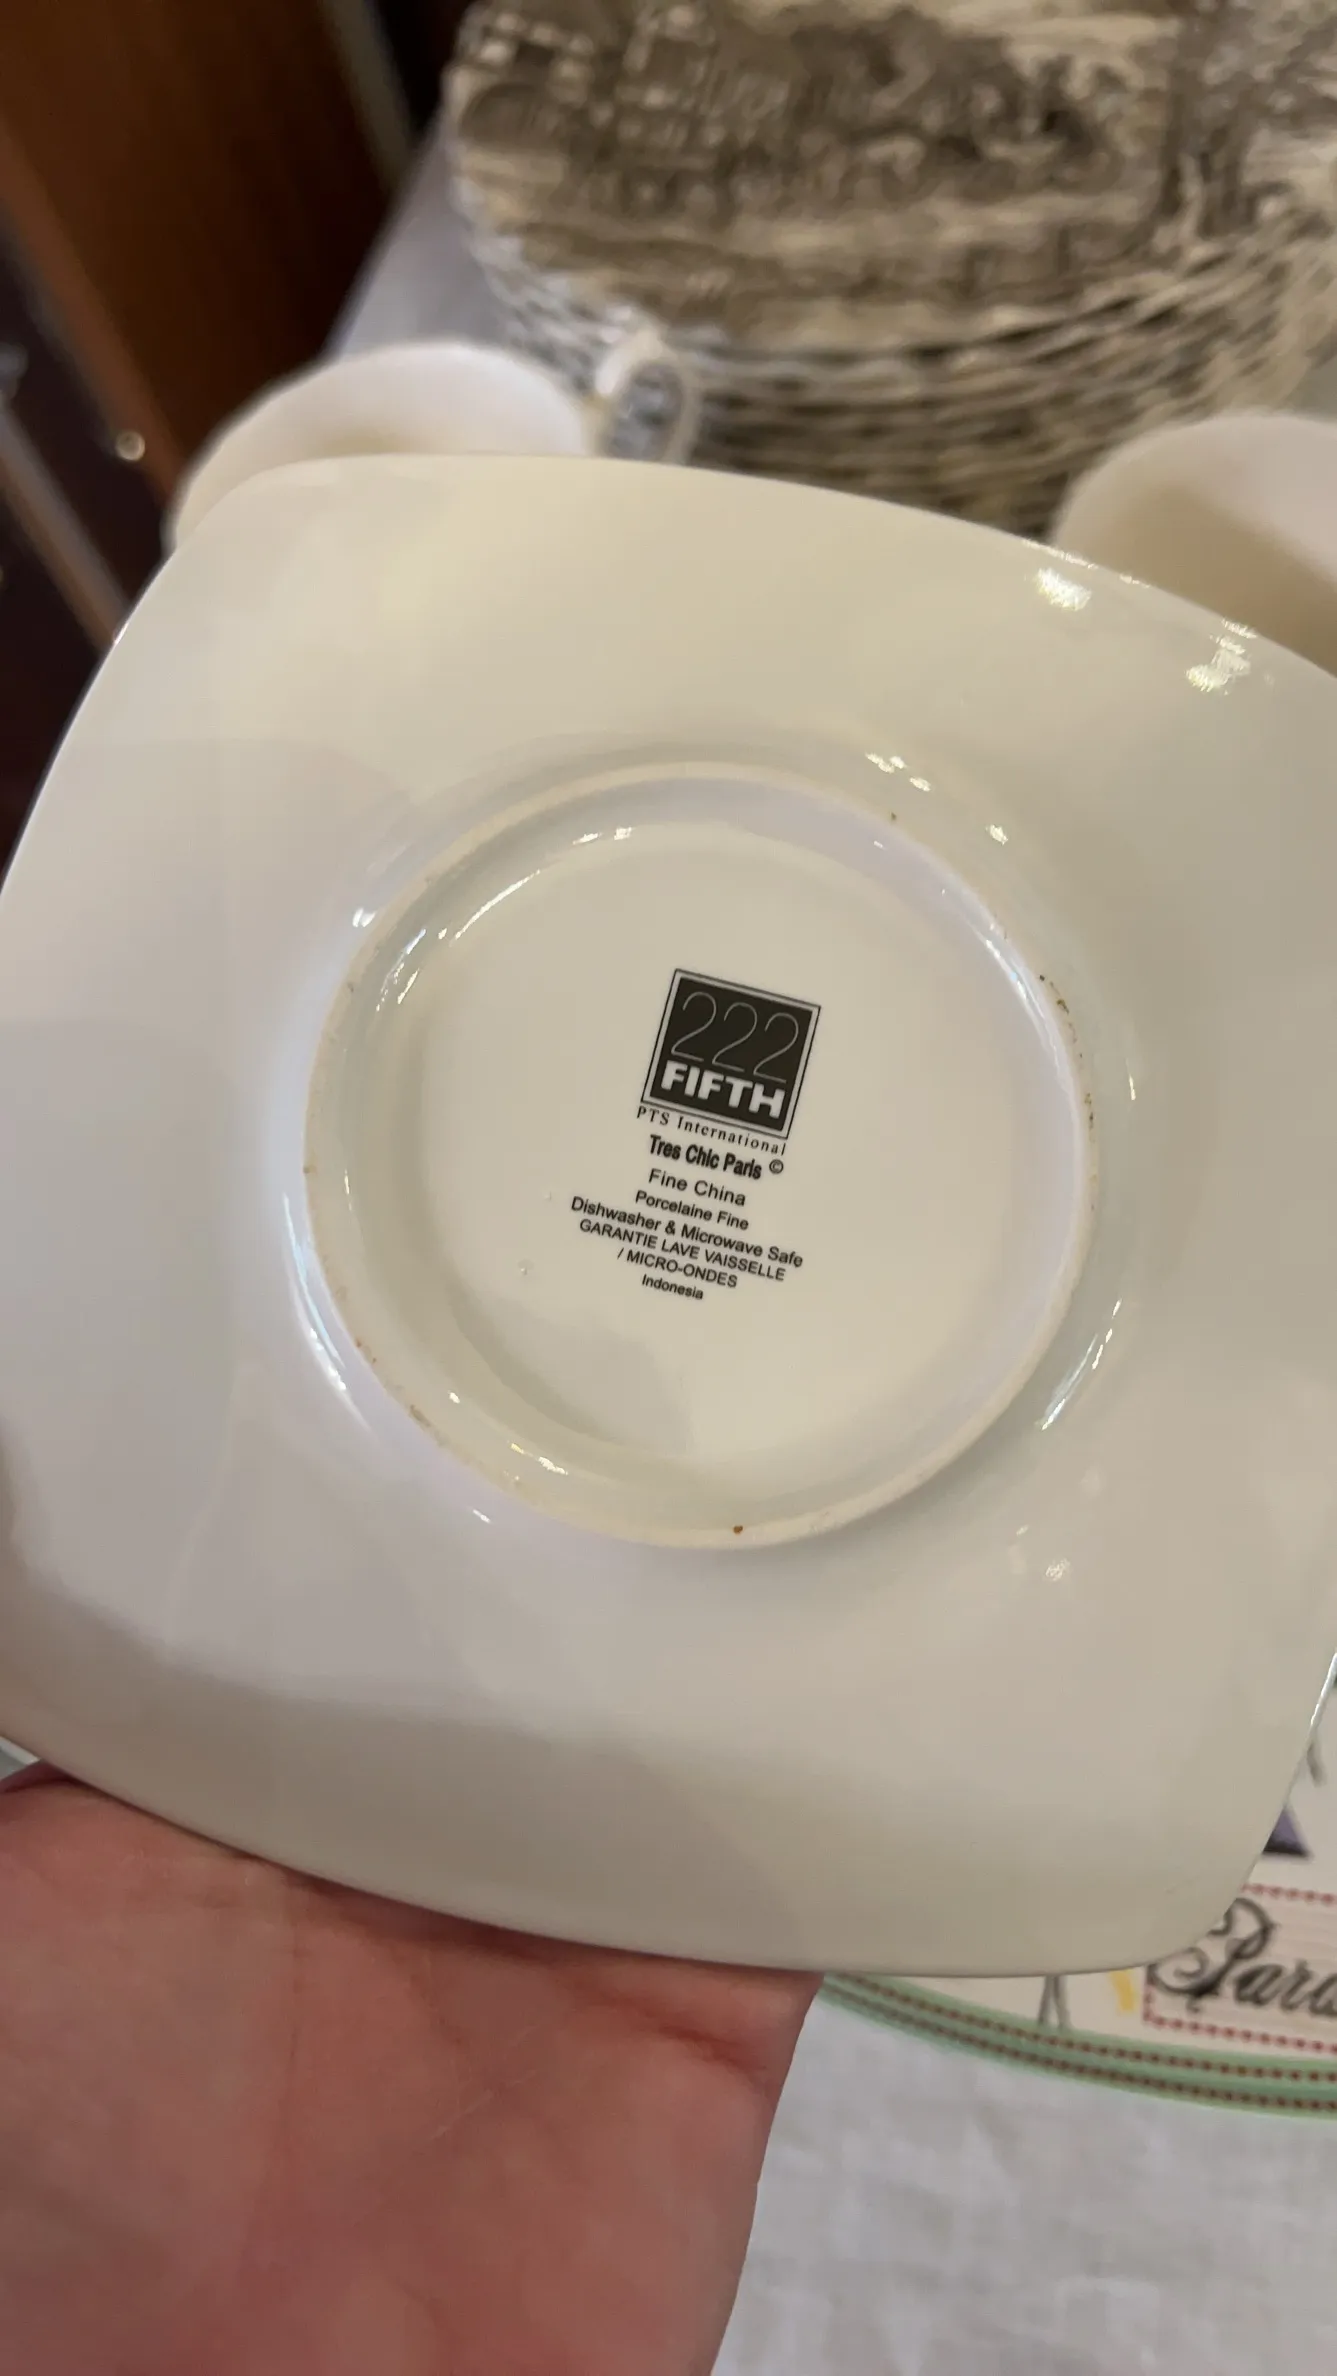 222
FIFTH
PTS International
Tres Chic Paris ©
Fine China
Porcelaine Fine
Dishwasher & Microwave Safe
GARANTIE LAVE VAISSELLE
/ MICRO-ONDES
Indonesia